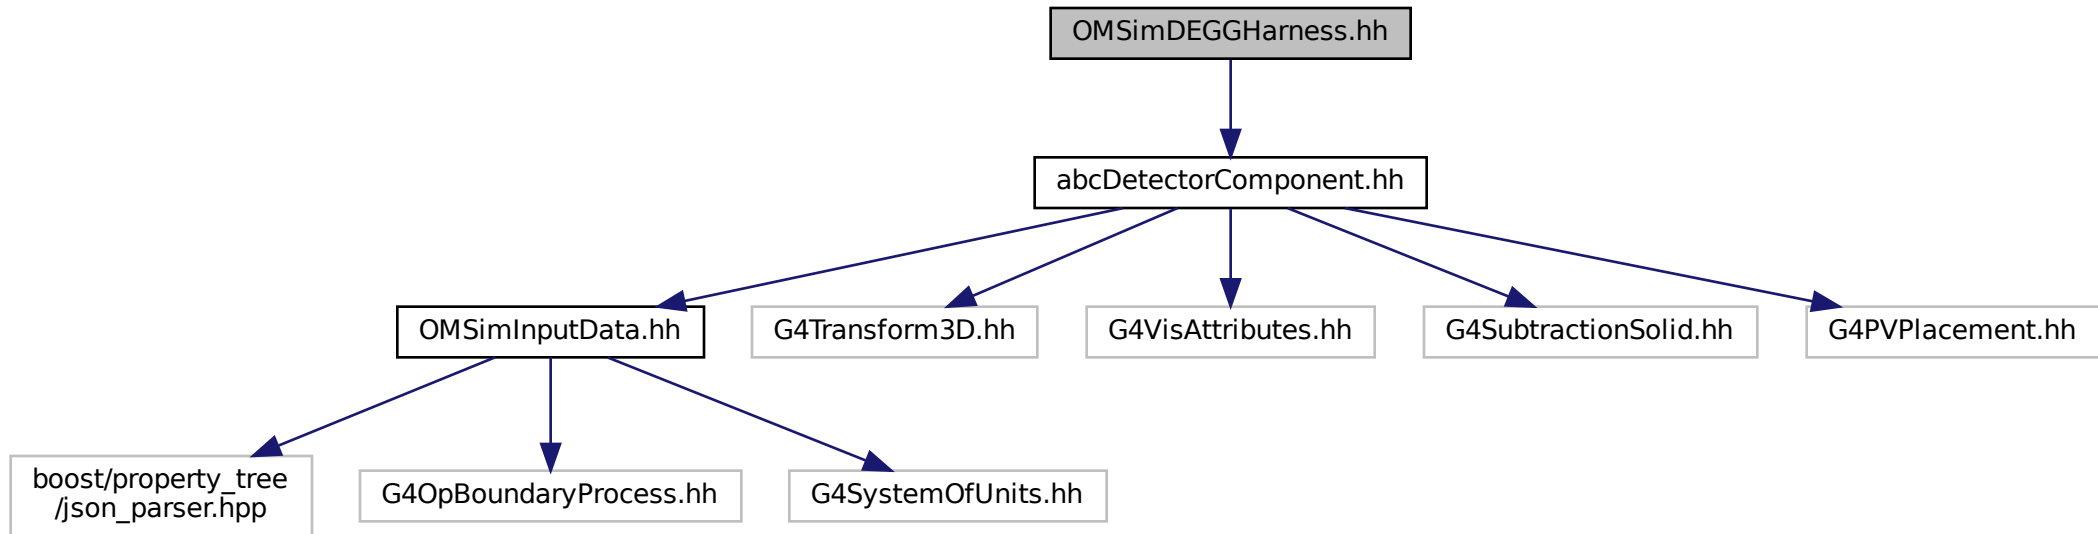 OMSimDEGGHarness.hh
abcDetectorComponent.hh
OMSimInputData.hh
G4Transform3D.hh
G4VisAttributes.hh
G4SubtractionSolid.hh
G4PVPlacement.hh
boost/property_tree
/json_parser.hpp
G4OpBoundaryProcess.hh
G4SystemOfUnits.hh